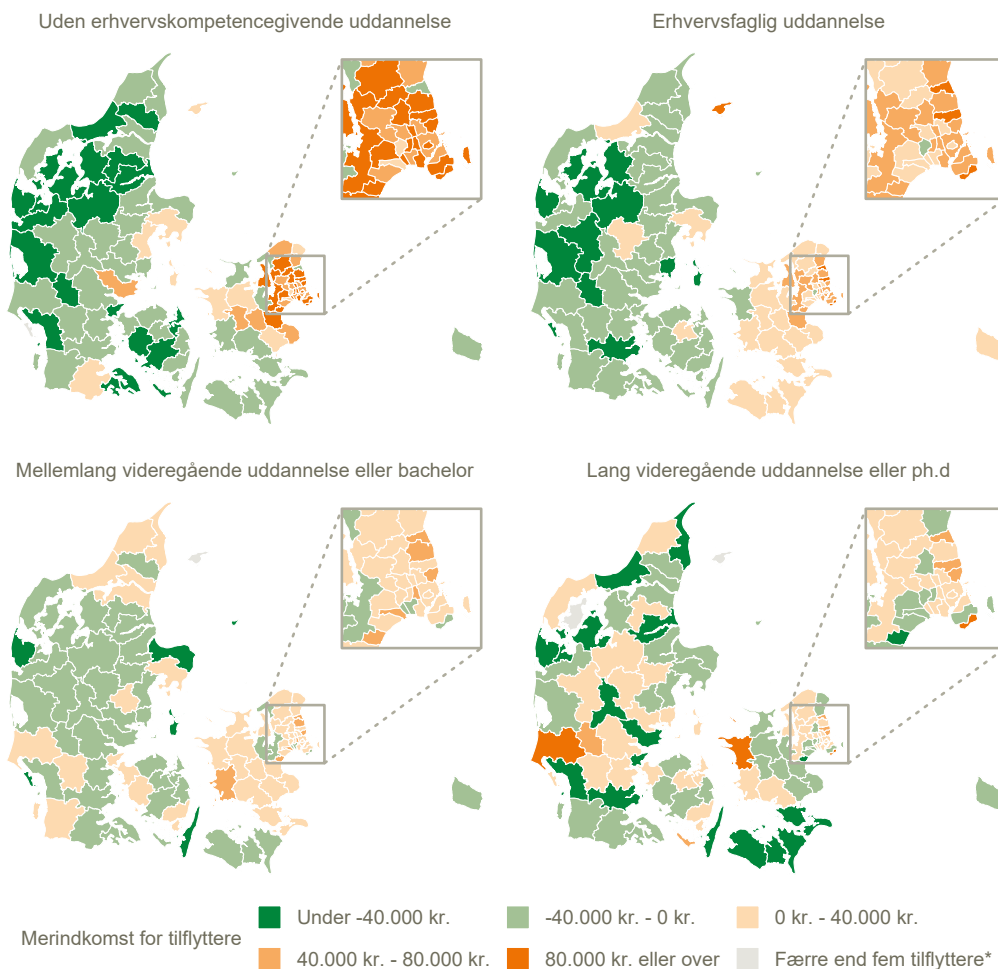 Uden erhvervskompetencegivende uddannelse
Erhvervsfaglig uddannelse
Mellemlang videregående uddannelse eller bachelor
Lang videregående uddannelse eller ph.d
Merindkomst for tilflyttere
Under -40.000 kr.
-40.000 kr. - 0 kr.
0 kr. - 40.000 kr.
40.000 kr. - 80.000 kr.
80.000 kr. eller over
Færre end fem tilflyttere*